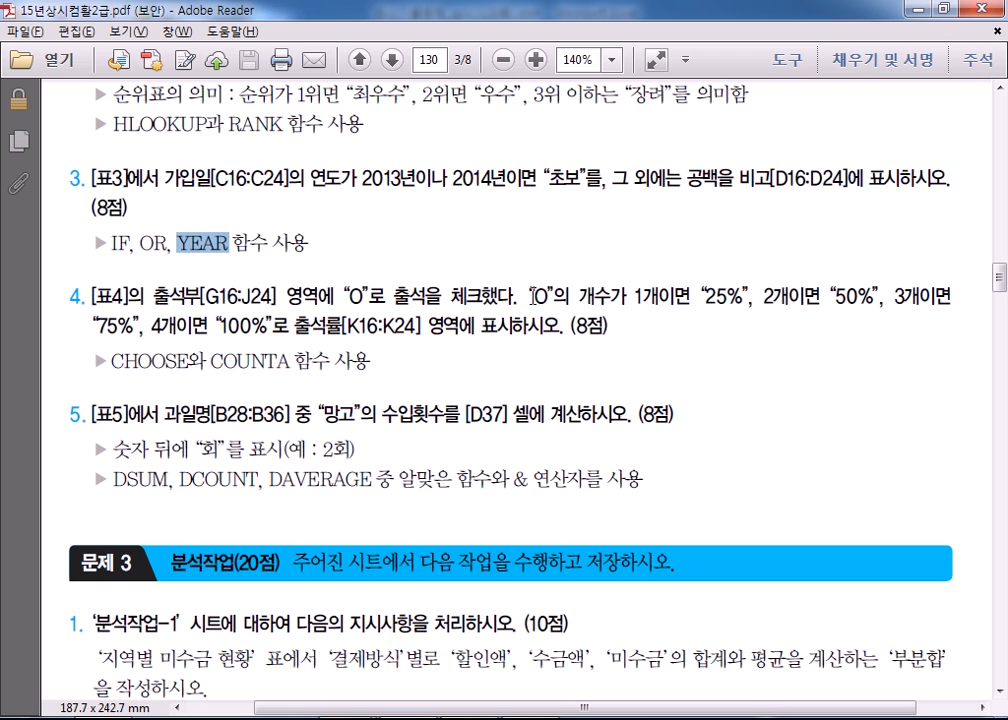 15년상시컴활2급.pdf (보안) - Adobe Reader
파일(F) 편집(E) 보기(V) 창(W) 도움말(H)
열기 130 3/8 140% 도구 채우기 및 서명 주석
▶ 순위표의 의미 : 순위가 1위면 “최우수”, 2위면 “우수”, 3위 이하는 “장려”를 의미함
▶ HLOOKUP과 RANK 함수 사용
3. [표3]에서 가입일[C16:C24]의 연도가 2013년이나 2014년이면 “초보”를, 그 외에는 공백을 비고[D16:D24]에 표시하시오.
(8점)
▶ IF, OR, YEAR 함수 사용
4. [표4]의 출석부[G16:J24] 영역에 “O”로 출석을 체크했다. “O”의 개수가 1개이면 “25%”, 2개이면 “50%”, 3개이면
“75%”, 4개이면 “100%”로 출석률[K16:K24] 영역에 표시하시오. (8점)
▶ CHOOSE와 COUNTA 함수 사용
5. [표5]에서 과일명[B28:B36] 중 “망고”의 수입횟수를 [D37] 셀에 계산하시오. (8점)
▶ 숫자 뒤에 “회”를 표시(예 : 2회)
▶ DSUM, DCOUNT, DAVERAGE 중 알맞은 함수와 & 연산자를 사용
문제 3 분석작업(20점) 주어진 시트에서 다음 작업을 수행하고 저장하시오.
1. ‘분석작업-1’ 시트에 대하여 다음의 지시사항을 처리하시오. (10점)
‘지역별 미수금 현황’ 표에서 ‘결제방식’별로 ‘할인액’, ‘수금액’, ‘미수금’의 합계와 평균을 계산하는 ‘부분합’
을 작성하시오.
187.7 x 242.7 mm